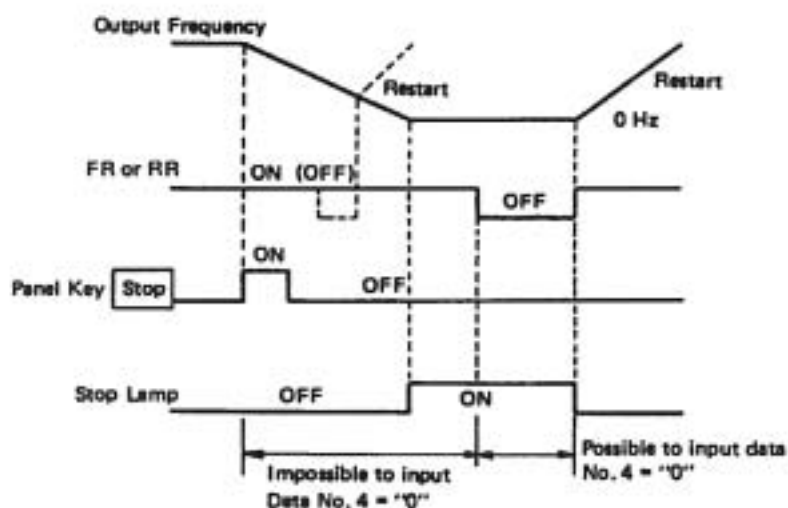 Output Frequency
Restart
Restart
0 Hz
FR or RR
ON (OFF)
OFF
ON
Panel Key Stop
OFF
Stop Lamp
OFF
ON
Impossible to input
Data No. 4 = "0"
Possible to input data
No. 4 = "0"